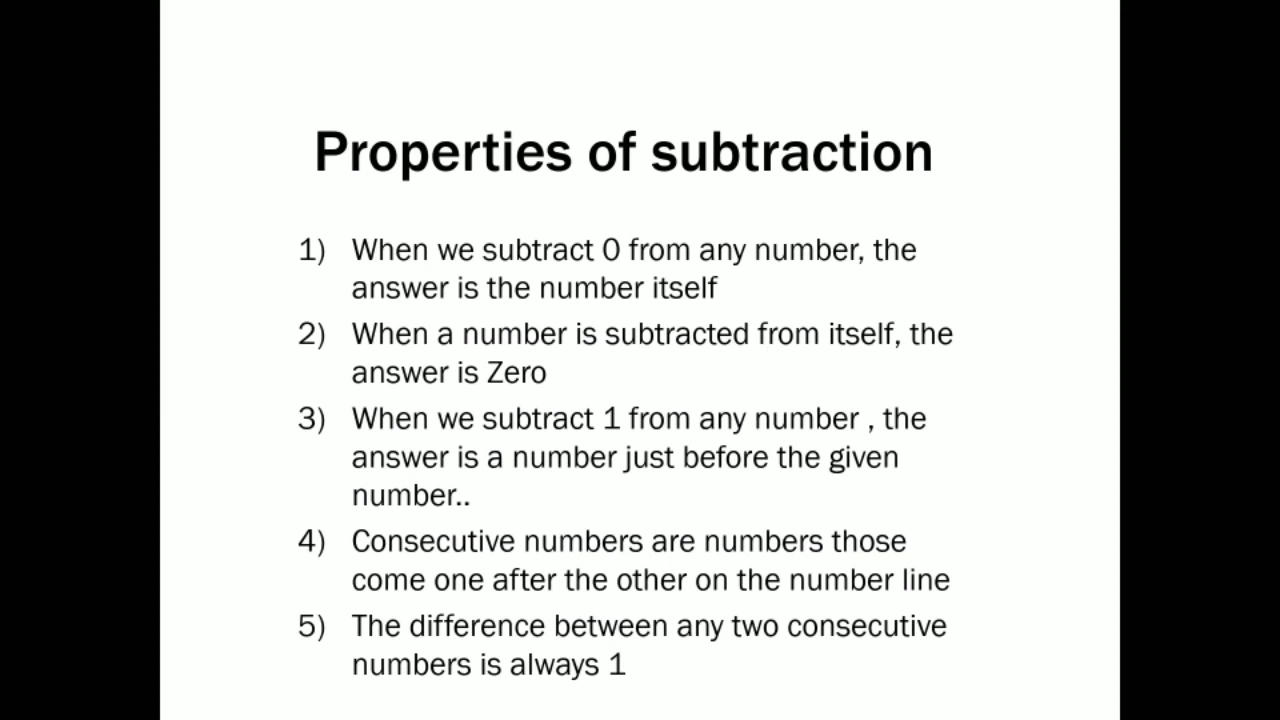 Properties of subtraction
1) When we subtract 0 from any number, the
answer is the number itself
2) When a number is subtracted from itself, the
answer is Zero
3) When we subtract 1 from any number , the
answer is a number just before the given
number..
4) Consecutive numbers are numbers those
come one after the other on the number line
5) The difference between any two consecutive
numbers is always 1